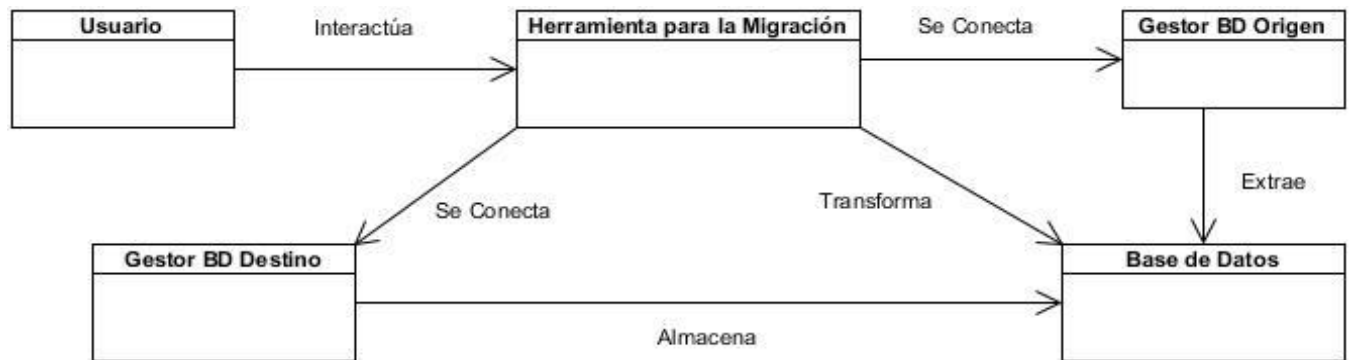 Usuario
Interactúa
Herramienta para la Migración
Se Conecta
Gestor BD Origen
Se Conecta
Transforma
Extrae
Gestor BD Destino
Almacena
Base de Datos